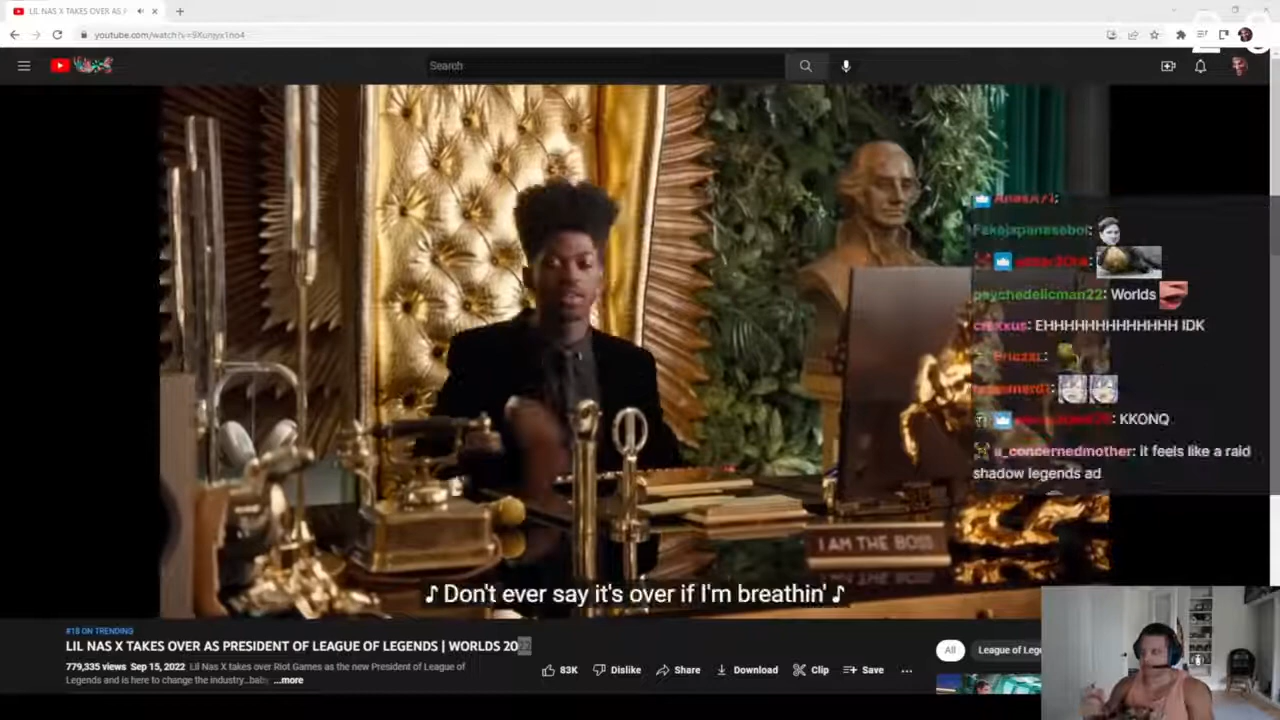 LIL NAS X TAKES OVER AS P
youtube.com/watch?v=
Search
psychedelicman22: Worlds
EHHHHHHHHHHHHH IDK
: KKONQ
u_concernedmother: it feels like a raid
shadow legends ad
I AM THE BOSS
♪ Don't ever say it's over if I'm breathin' ♪
#18 ON TRENDING
LIL NAS X TAKES OVER AS PRESIDENT OF LEAGUE OF LEGENDS | WORLDS 2022
779,335 views Sep 15, 2022 Lil Nas X takes over Riot Games as the new President of League of
Legends and is here to change the industry..baby ...more
83K Dislike Share Download Clip Save ...
All League of Leg